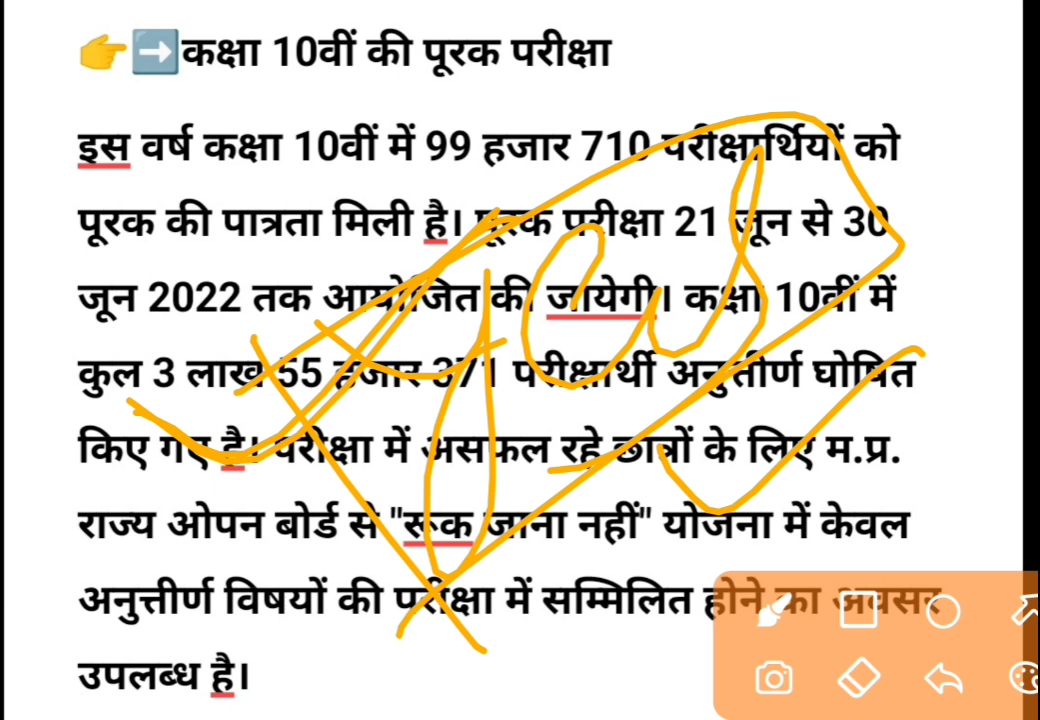 👉➡️कक्षा 10वीं की पूरक परीक्षा
इस वर्ष कक्षा 10वीं में 99 हजार 710 परीक्षार्थियों को
पूरक की पात्रता मिली है। पूरक परीक्षा 21 जून से 30
जून 2022 तक आयोजित की जायेगी। कक्षा 10वीं में
कुल 3 लाख 55 हजार 371 परीक्षार्थी अनुतीर्ण घोषित
किए गए है। परीक्षा में असफल रहे छात्रों के लिए म.प्र.
राज्य ओपन बोर्ड से "रूक जाना नहीं" योजना में केवल
अनुत्तीर्ण विषयों की परीक्षा में सम्मिलित होने का अवसर
उपलब्ध है।